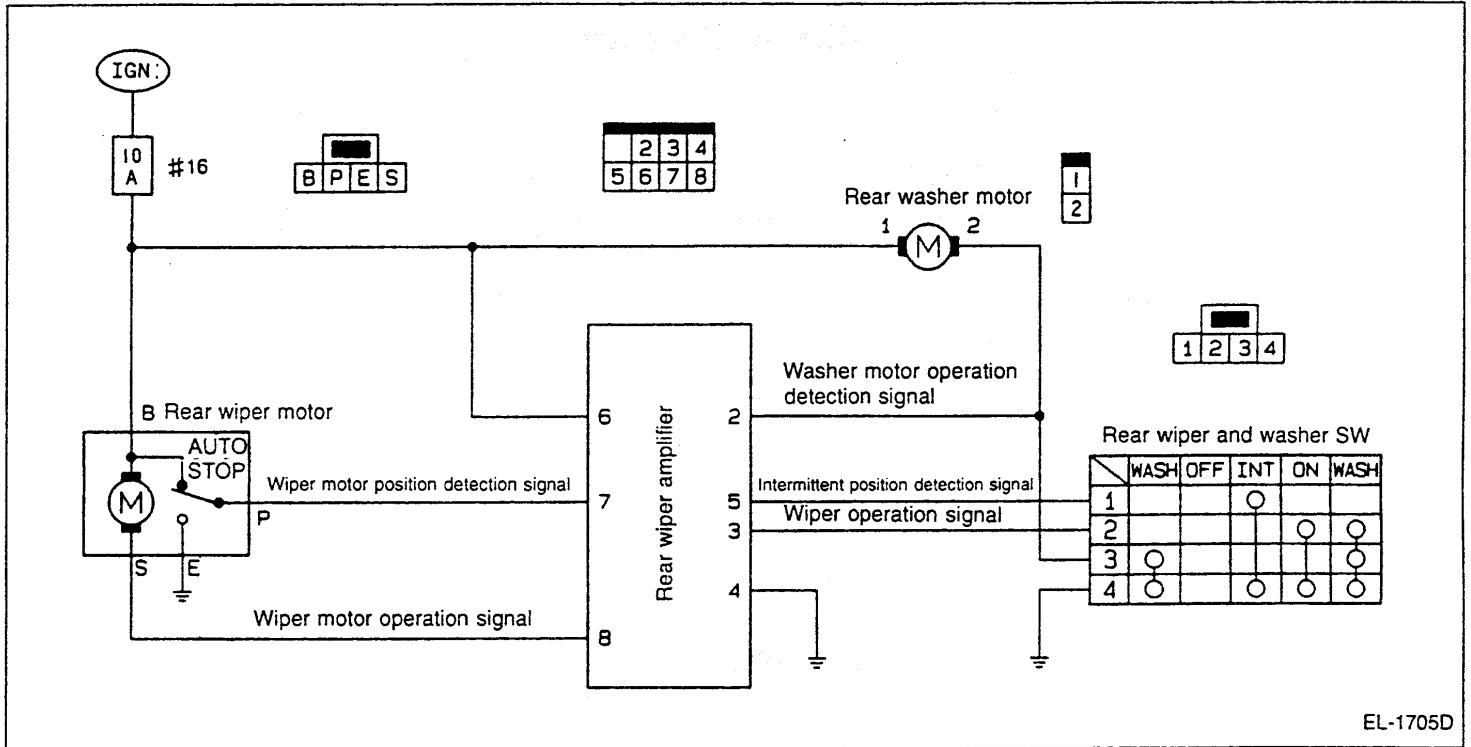 IGN:
10
A
#16
B P E S
2 3 4
5 6 7 8
1
2
Rear washer motor
1 M 2
1 2 3 4
B Rear wiper motor
AUTO
STOP
M
P
S E
Wiper motor position detection signal
Wiper motor operation signal
Rear wiper amplifier
6
7
8
2
5
3
4
Washer motor operation
detection signal
Intermittent position detection signal
Wiper operation signal
Rear wiper and washer SW
WASH OFF INT ON WASH
1
2
3
4
EL-1705D